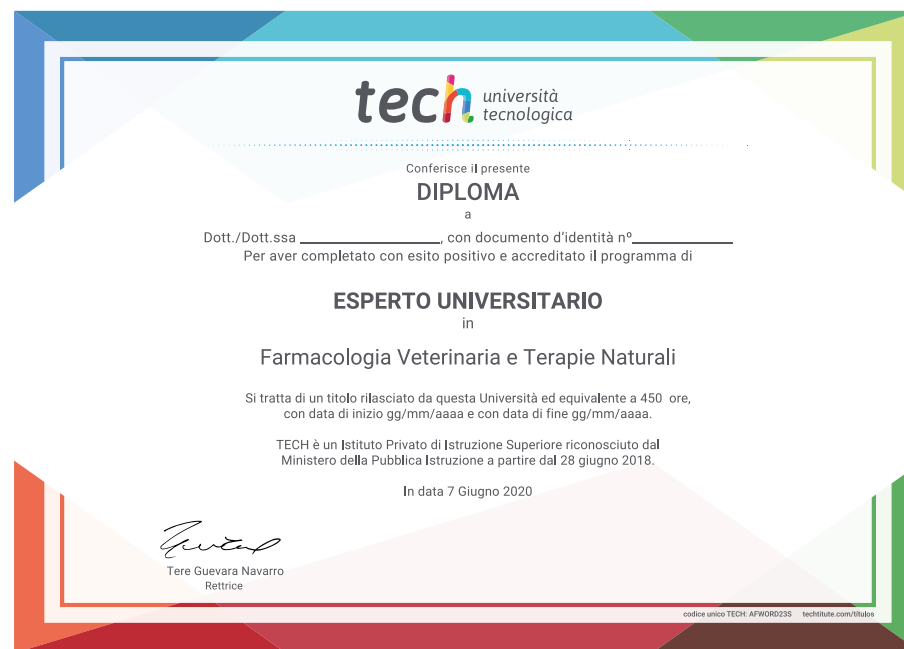 tech università
tecnologica
Conferisce il presente
DIPLOMA
a
Dott./Dott.ssa ____________________, con documento d'identità nº______________
Per aver completato con esito positivo e accreditato il programma di
ESPERTO UNIVERSITARIO
in
Farmacologia Veterinaria e Terapie Naturali
Si tratta di un titolo rilasciato da questa Università ed equivalente a 450 ore,
con data di inizio gg/mm/aaaa e con data di fine gg/mm/aaaa.
TECH è un Istituto Privato di Istruzione Superiore riconosciuto dal
Ministero della Pubblica Istruzione a partire dal 28 giugno 2018.
In data 7 Giugno 2020
Tere Guevara Navarro
Rettrice
codice unico TECH: AFWORD23S techtitute.com/títulos